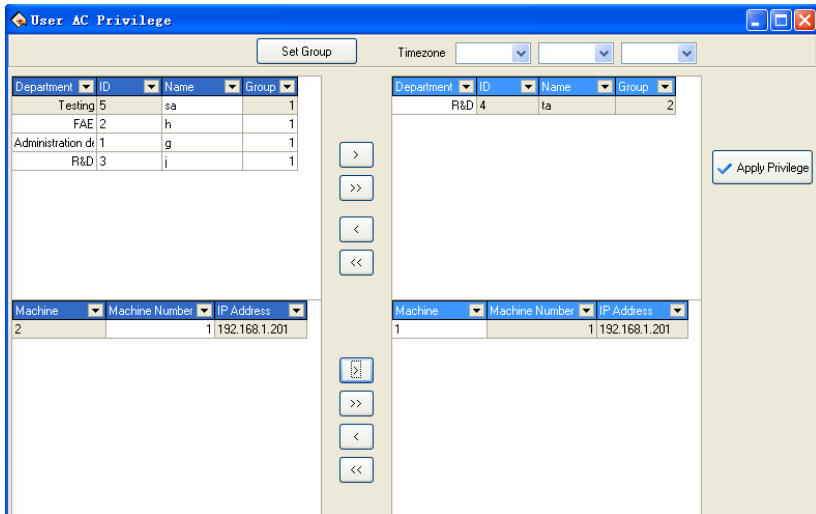 User AC Privilege
Set Group Timezone
Department ID Name Group
Testing 5 sa 1
FAE 2 h 1
Administration de 1 g 1
R&D 3 j 1
Department ID Name Group
R&D 4 ta 2
>
>>
<
<<
Apply Privilege
Machine Machine Number IP Address
2 1 192.168.1.201
Machine Machine Number IP Address
1 1 192.168.1.201
>
>>
<
<<